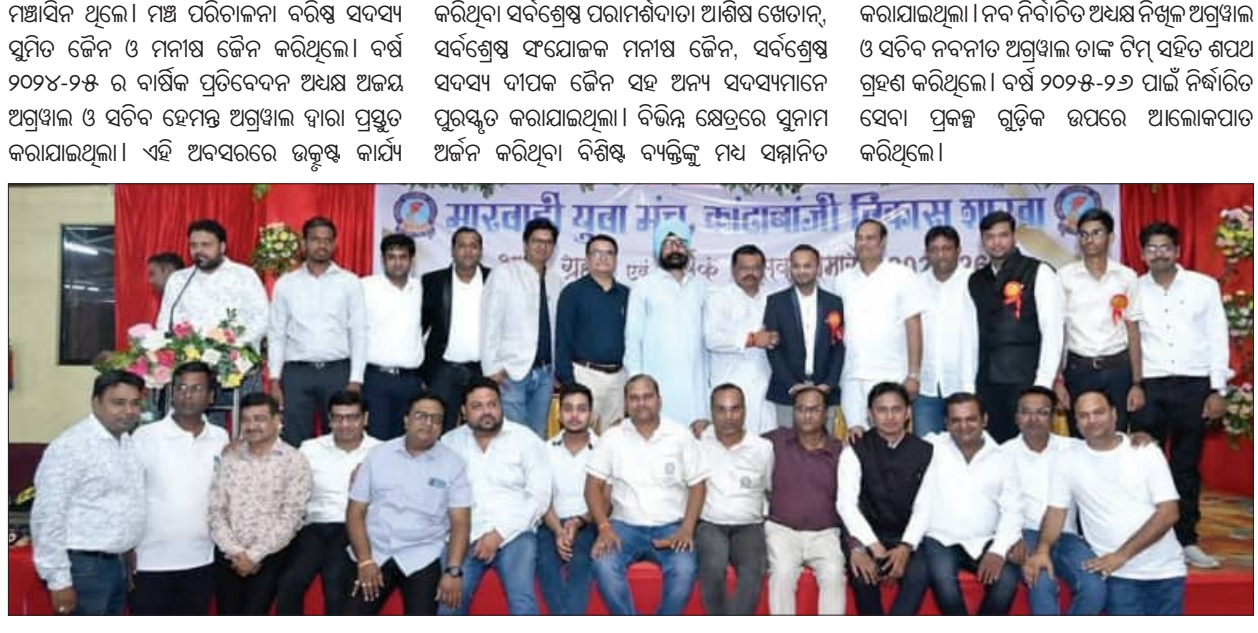 ମଞ୍ଚାସିନ ଥିଲେ। ମଞ୍ଚ ପରିଚାଳନା ବରିଷ୍ଠ ସଦସ୍ୟ
ସୁମିତ ଜୈନ ଓ ମନୀଷ ଜୈନ କରିଥିଲେ। ବର୍ଷ
୨୦୨୪-୨୫ ର ବାର୍ଷିକ ପ୍ରତିବେଦନ ଅଧକ୍ଷ ଅଜୟ
ଅଗ୍ରୱାଲ ଓ ସଚିବ ହେମନ୍ତ ଅଗ୍ରୱାଲ ଦ୍ୱାରା ପ୍ରସ୍ତୁତ
କରାଯାଇଥିଲା। ଏହି ଅବସରରେ ଉତ୍କୃଷ୍ଟ କାର୍ଯ୍ୟ
କରିଥିବା ସର୍ବଶ୍ରେଷ୍ଠ ପରାମର୍ଶଦାତା ଆଶିଷ ଖେତାନ୍,
ସର୍ବଶ୍ରେଷ୍ଠ ସଂଯୋଜକ ମନୀଷ ଜୈନ, ସର୍ବଶ୍ରେଷ୍ଠ
ସଦସ୍ୟ ଦୀପକ ଜୈନ ସହ ଅନ୍ୟ ସଦସ୍ୟମାନେ
ପୁରସ୍କୃତ କରାଯାଇଥିଲା। ବିଭିନ୍ନ କ୍ଷେତ୍ରରେ ସୁନାମ
ଅର୍ଜନ କରିଥିବା ବିଶିଷ୍ଟ ବ୍ୟକ୍ତିଙ୍କୁ ମଧ୍ୟ ସମ୍ମାନିତ
କରାଯାଇଥିଲା। ନବ ନିର୍ବାଚିତ ଅଧକ୍ଷ ନିଖିଳ ଅଗ୍ରୱାଲ
ଓ ସଚିବ ନବନୀତ ଅଗ୍ରୱାଲ ତାଙ୍କ ଟିମ୍ ସହିତ ଶପଥ
ଗ୍ରହଣ କରିଥିଲେ। ବର୍ଷ ୨୦୨୫-୨୬ ପାଇଁ ନିର୍ଦ୍ଧାରିତ
ସେବା ପ୍ରକଳ୍ପ ଗୁଡ଼ିକ ଉପରେ ଆଲୋକପାତ
କରିଥିଲେ।
मारवाड़ी युवा मंच, कांटाबांजी विकास शाखा
एवं